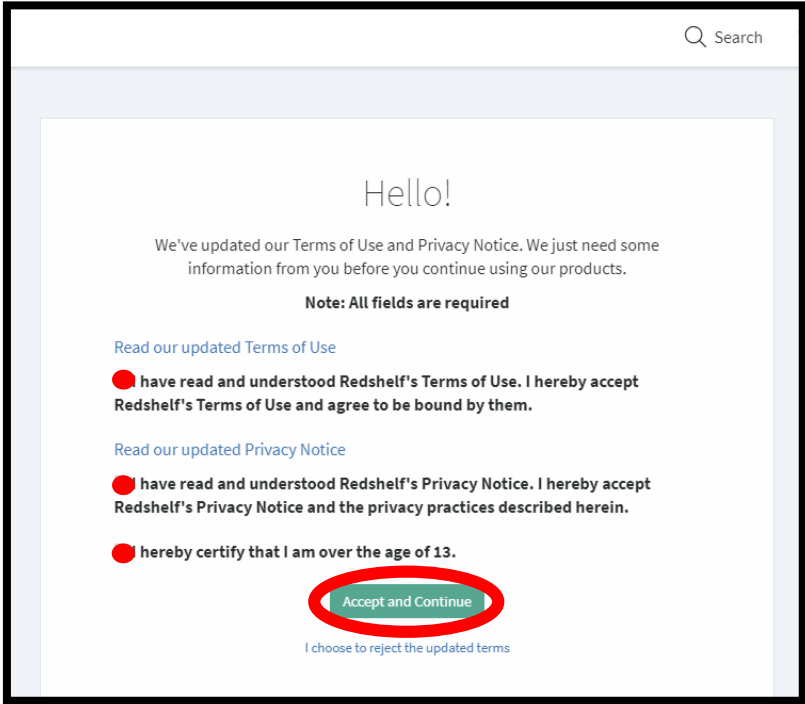 Search
Hello!
We've updated our Terms of Use and Privacy Notice. We just need some
information from you before you continue using our products.
Note: All fields are required
Read our updated Terms of Use
I have read and understood Redshelf's Terms of Use. I hereby accept
Redshelf's Terms of Use and agree to be bound by them.
Read our updated Privacy Notice
I have read and understood Redshelf's Privacy Notice. I hereby accept
Redshelf's Privacy Notice and the privacy practices described herein.
I hereby certify that I am over the age of 13.
Accept and Continue
I choose to reject the updated terms